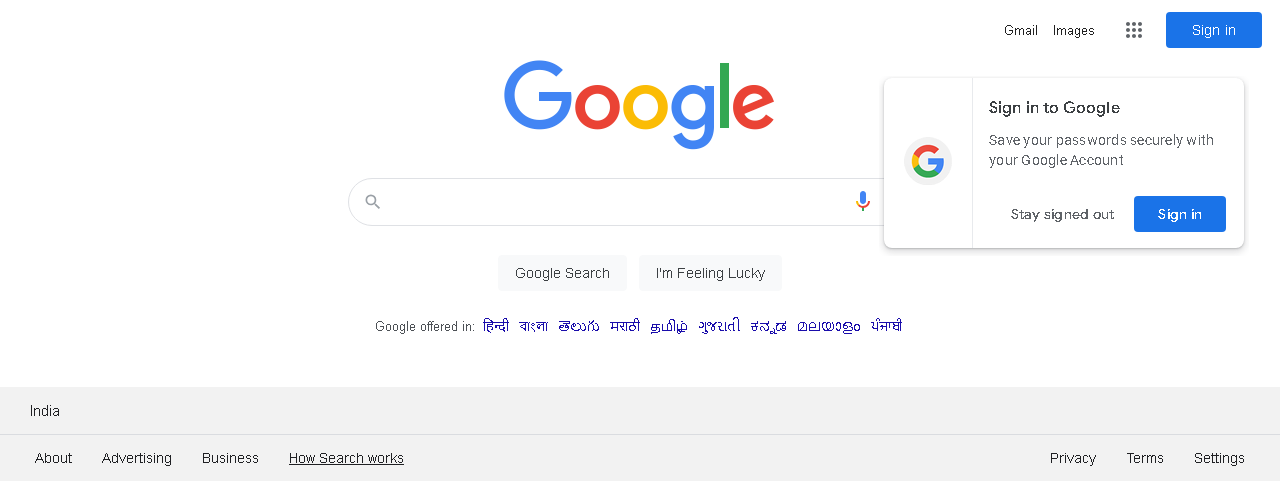 Gmail Images Sign in
Google
Sign in to Google
Save your passwords securely with
your Google Account
Stay signed out Sign in
Google Search I'm Feeling Lucky
Google offered in: हिन्दी বাংলা తెలుగు मराठी தமிழ் ગુજરાતી ಕನ್ನಡ മലയാളം ਪੰਜਾਬੀ
India
About Advertising Business How Search works Privacy Terms Settings